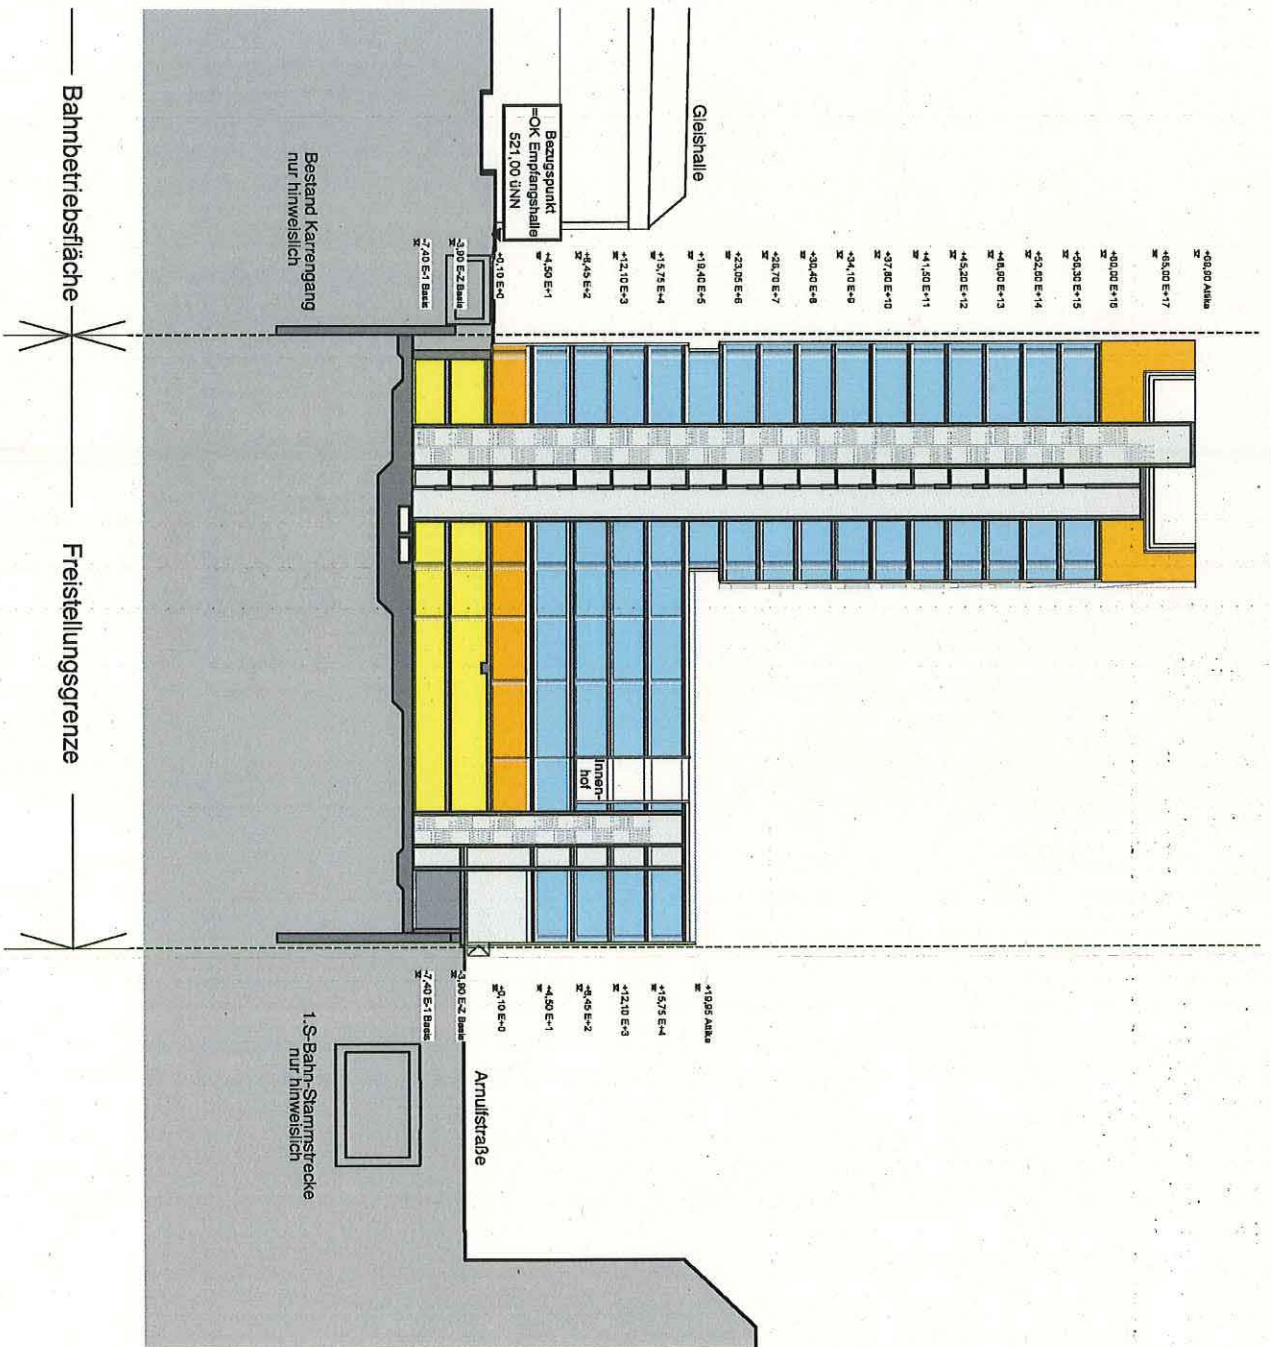 Gleishalle
Bezugspunkt
=OK Empfangshalle
521,00 üNN
+69,90 Attika
+65,00 E+17
+60,00 E+16
+56,30 E+15
+52,60 E+14
+48,90 E+13
+45,20 E+12
+41,50 E+11
+37,80 E+10
+34,10 E+9
+30,40 E+8
+26,70 E+7
+23,05 E+6
+19,40 E+5
+15,75 E+4
+12,10 E+3
+8,45 E+2
+4,50 E+1
+0,10 E+0
-3,90 E-Z Basis
-7,40 E-1 Basis
Bestand Karrengang
nur hinweislich
Innen-
hof
+19,95 Attika
+15,75 E+4
+12,10 E+3
+8,45 E+2
+4,50 E+1
+0,10 E+0
-3,90 E-Z Basis
-7,40 E-1 Basis
Arnulfstraße
1.S-Bahn-Stammstrecke
nur hinweislich
Bahnbetriebsfläche
Freistellungsgrenze